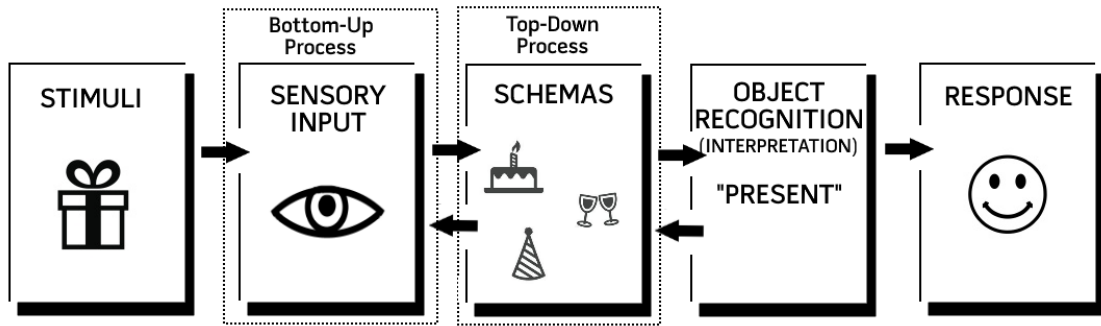 Bottom-Up
Process
Top-Down
Process
STIMULI
SENSORY
INPUT
SCHEMAS
OBJECT
RECOGNITION
(INTERPRETATION)
"PRESENT"
RESPONSE